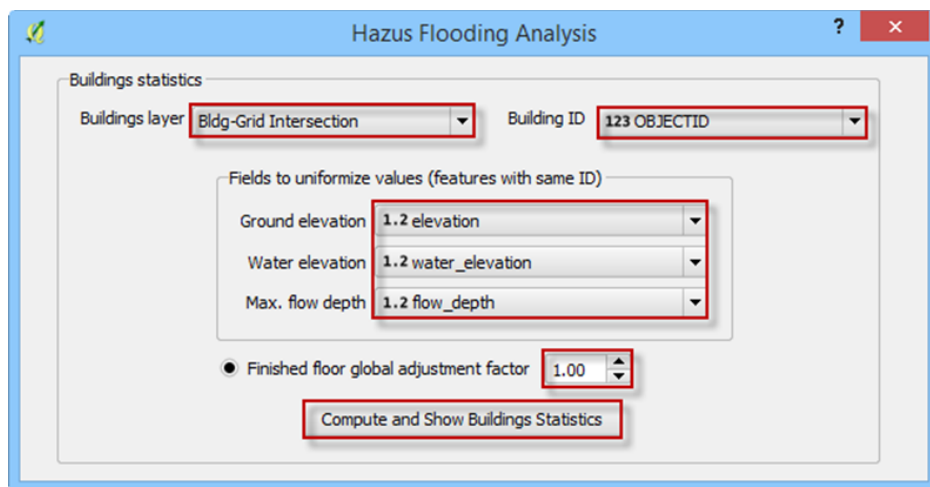 Hazus Flooding Analysis
?
×
Buildings statistics
Buildings layer Bldg-Grid Intersection Building ID 123 OBJECTID
Fields to uniformize values (features with same ID)
Ground elevation 1.2 elevation
Water elevation 1.2 water_elevation
Max. flow depth 1.2 flow_depth
Finished floor global adjustment factor 1.00
Compute and Show Buildings Statistics